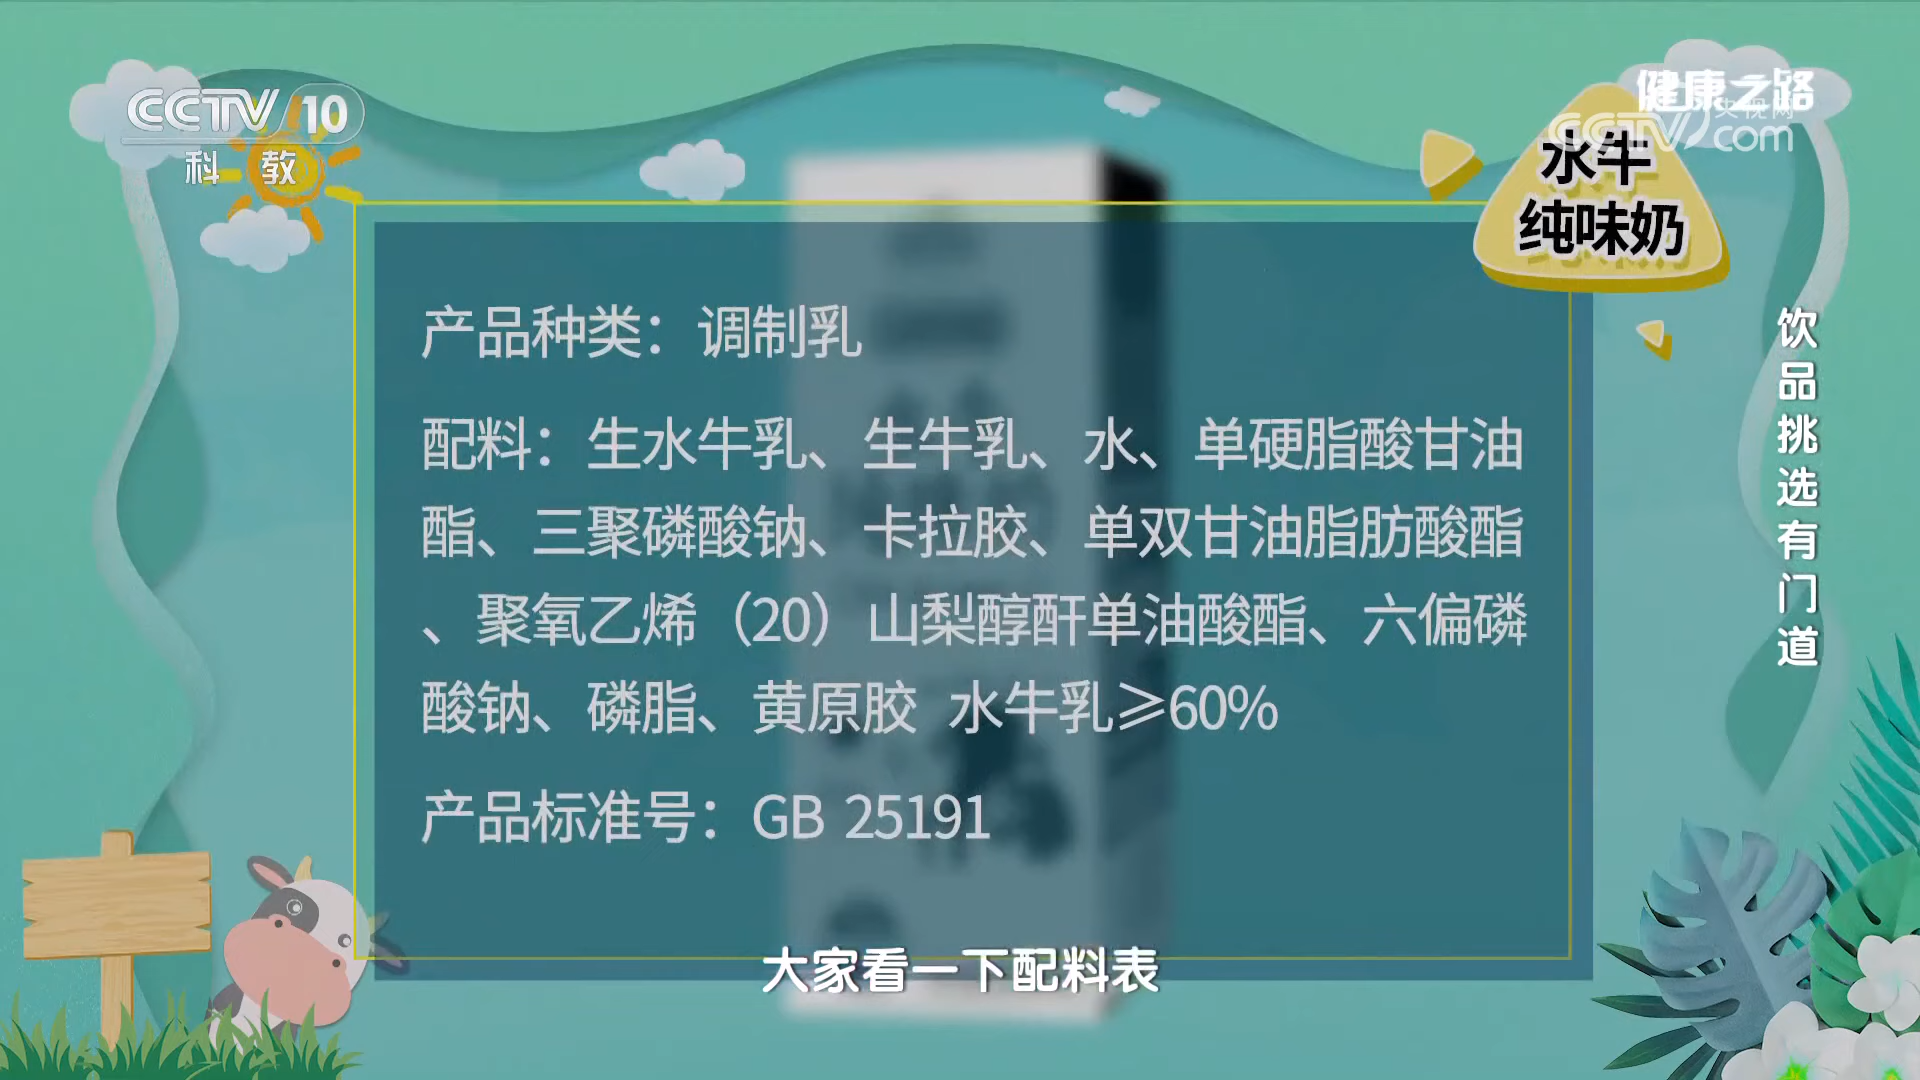 CCTV 10
科 教
健康之路
央视网
CCTV.com
水牛
纯味奶
产品种类：调制乳
配料：生水牛乳、生牛乳、水、单硬脂酸甘油
酯、三聚磷酸钠、卡拉胶、单双甘油脂肪酸酯
、聚氧乙烯（20）山梨醇酐单油酸酯、六偏磷
酸钠、磷脂、黄原胶 水牛乳≥60%
产品标准号：GB 25191
饮品挑选有门道
大家看一下配料表